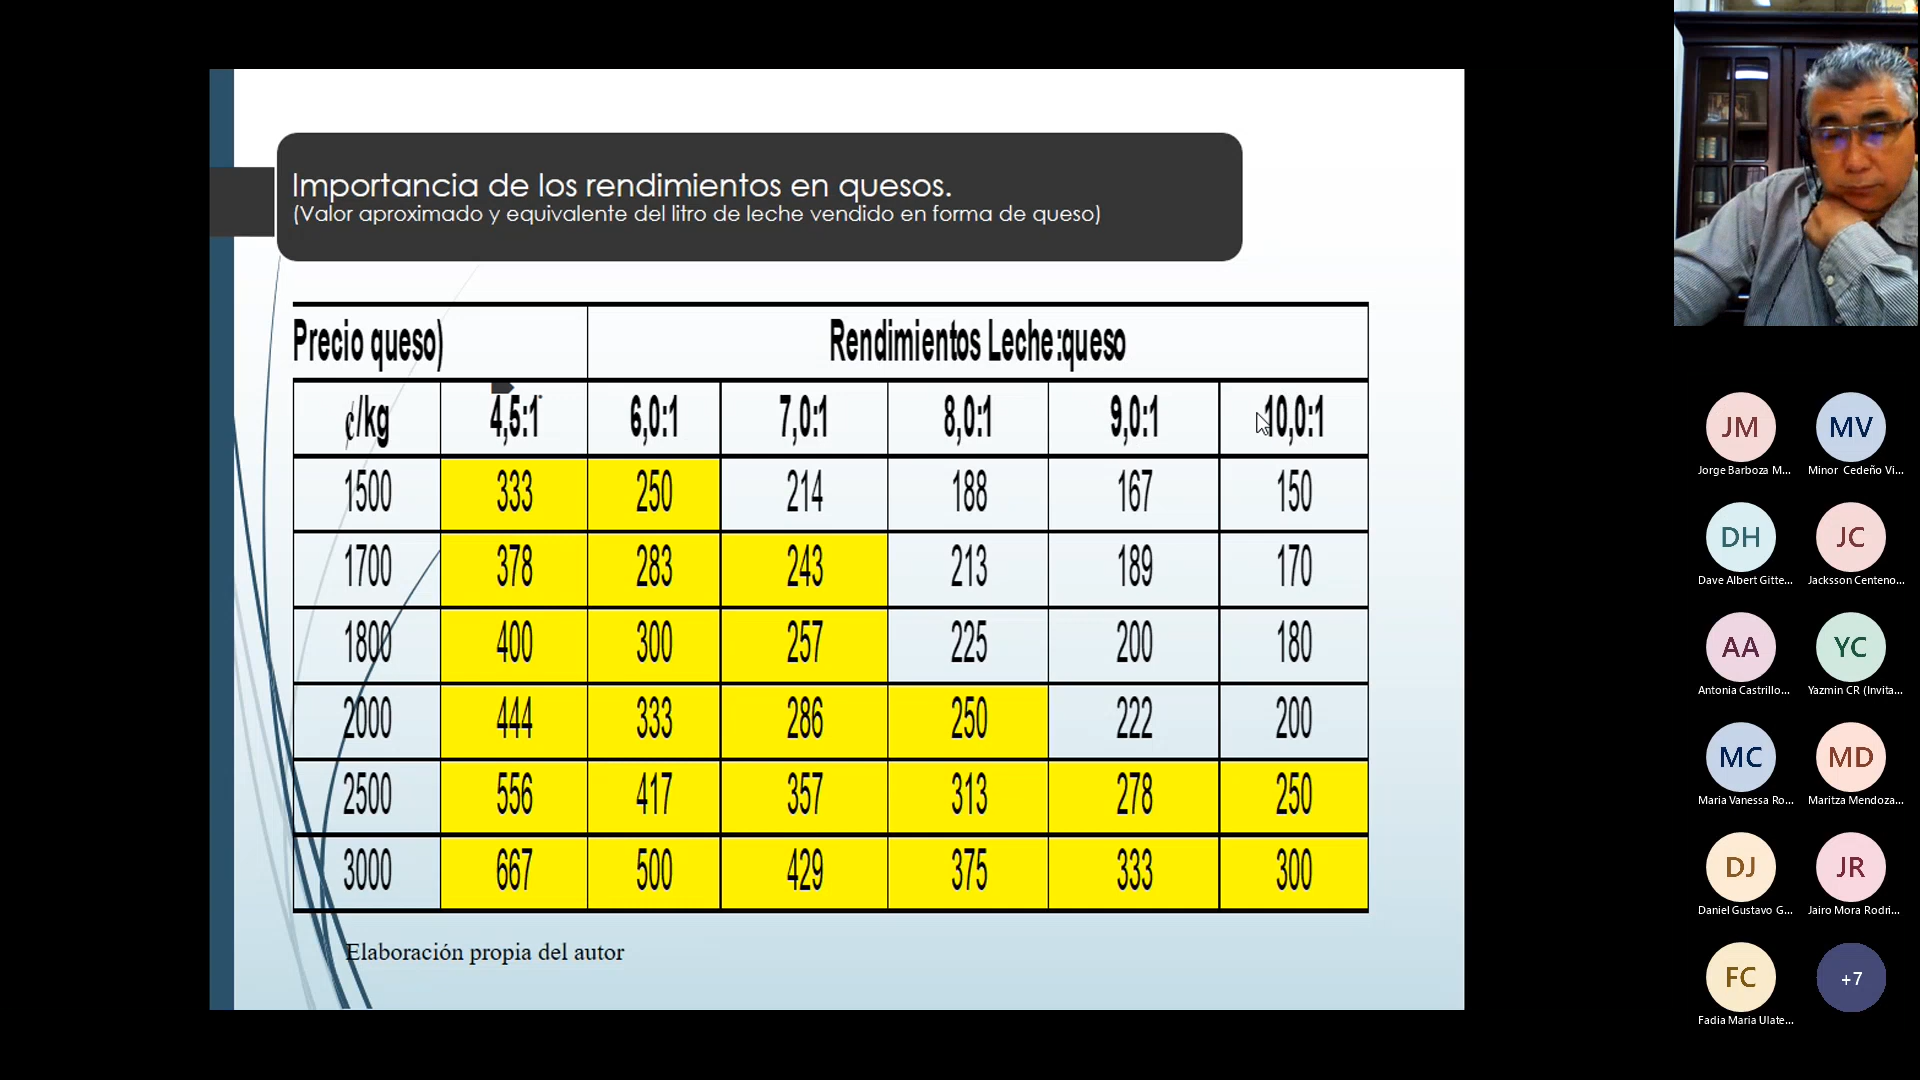 Importancia de los rendimientos en quesos.
(Valor aproximado y equivalente del litro de leche vendido en forma de queso)
Precio queso) Rendimientos Leche:queso
¢/kg 4,5:1 6,0:1 7,0:1 8,0:1 9,0:1 10,0:1
1500 333 250 214 188 167 150
1700 378 283 243 213 189 170
1800 400 300 257 225 200 180
2000 444 333 286 250 222 200
2500 556 417 357 313 278 250
3000 667 500 429 375 333 300
Elaboración propia del autor
JM MV
Jorge Barboza M... Minor Cedeño Vi...
DH JC
Dave Albert Gitte... Jacksson Centeno...
AA YC
Antonia Castrillo... Yazmin CR (Invita...
MC MD
Maria Vanessa Ro... Maritza Mendoza...
DJ JR
Daniel Gustavo G... Jairo Mora Rodri...
FC +7
Fadia Maria Ulate...